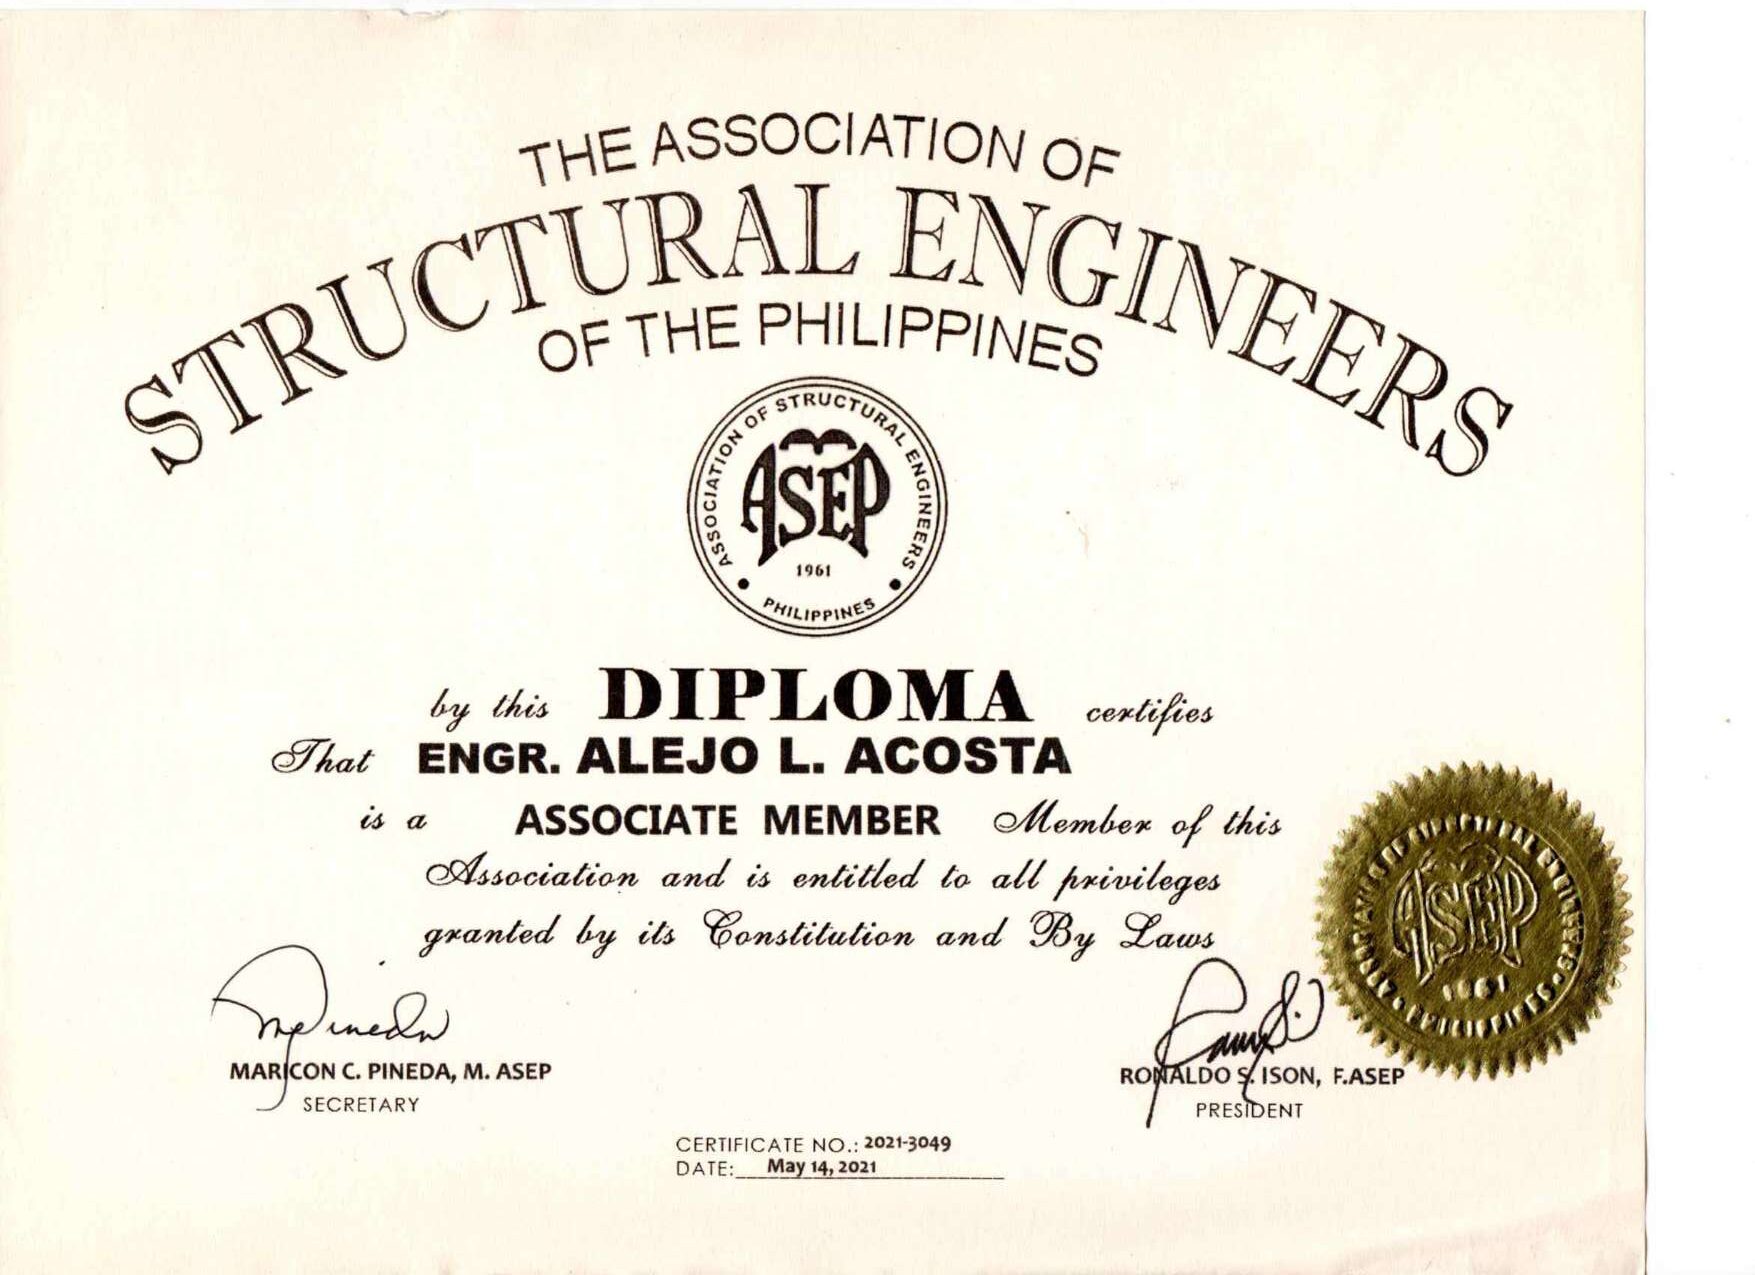 THE ASSOCIATION OF
STRUCTURAL ENGINEERS
OF THE PHILIPPINES
ASSOCIATION OF STRUCTURAL ENGINEERS
ASEP
1961
PHILIPPINES
by this DIPLOMA certifies
That ENGR. ALEJO L. ACOSTA
is a ASSOCIATE MEMBER Member of this
Association and is entitled to all privileges
granted by its Constitution and By Laws
ASEP
1961
PHILIPPINES
MARICON C. PINEDA, M. ASEP
SECRETARY
RONALDO S. ISON, F.ASEP
PRESIDENT
CERTIFICATE NO.: 2021-3049
DATE: May 14, 2021